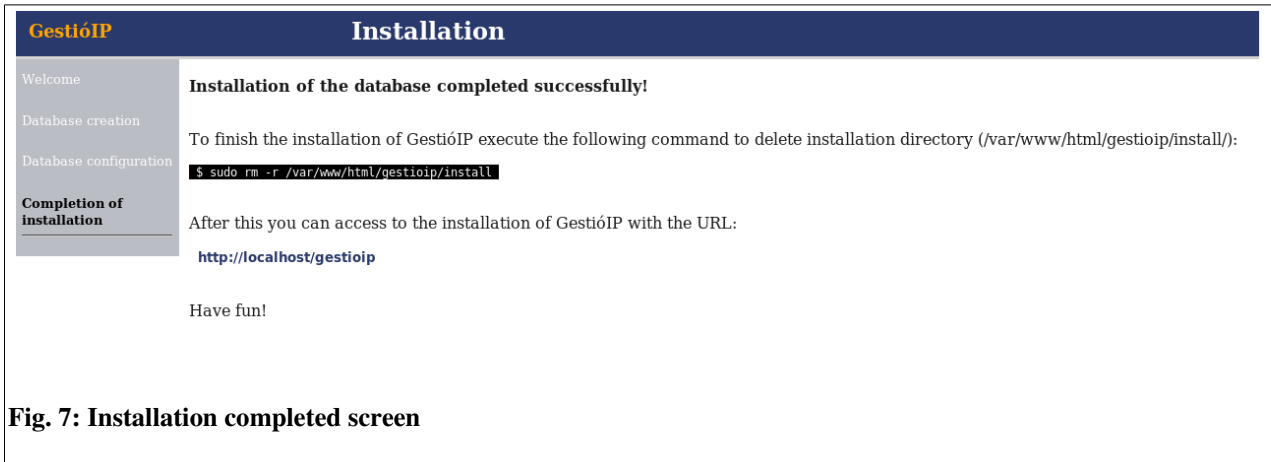 GestióIP
Installation
Welcome
Database creation
Database configuration
Completion of
installation
Installation of the database completed successfully!
To finish the installation of GestióIP execute the following command to delete installation directory (/var/www/html/gestioip/install/):
$ sudo rm -r /var/www/html/gestioip/install
After this you can access to the installation of GestióIP with the URL:
http://localhost/gestioip
Have fun!
Fig. 7: Installation completed screen